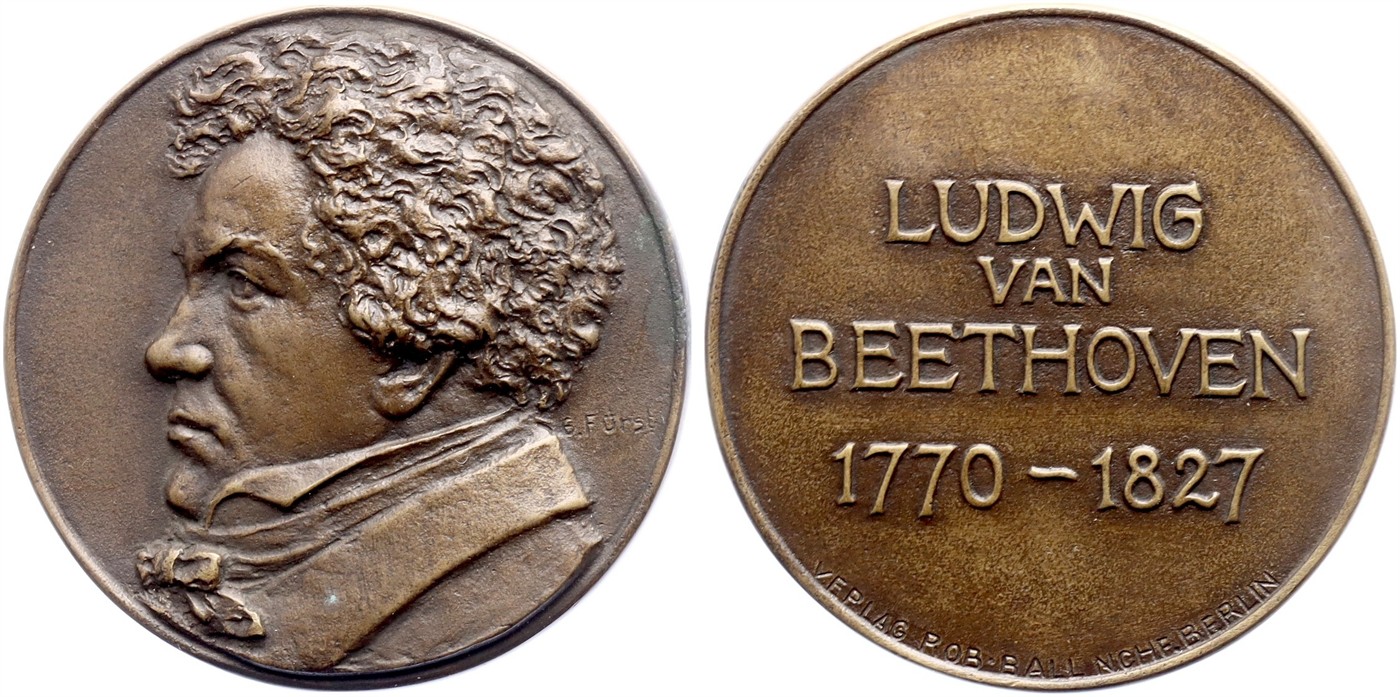 S. Fürst
LUDWIG
VAN
BEETHOVEN
1770 – 1827
VERLAG ROB·BALL NCHF.BERLIN